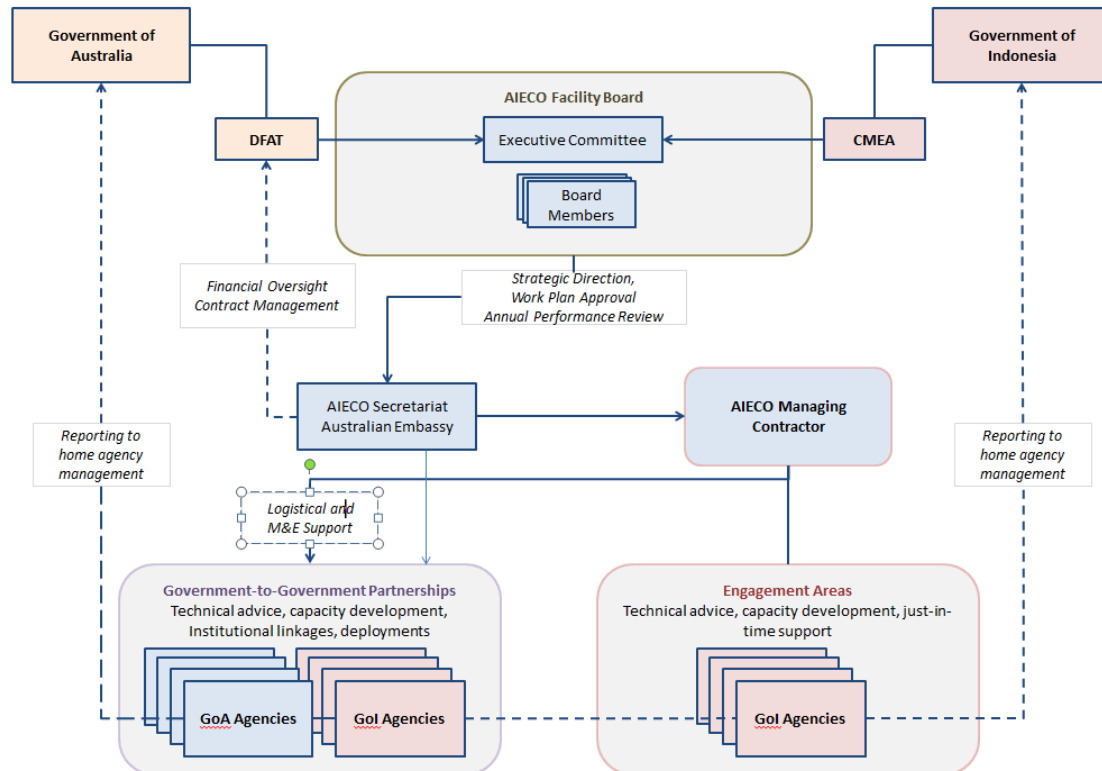 Government of
Australia
Government of
Indonesia
AIECO Facility Board
DFAT
Executive Committee
CMEA
Board
Members
Financial Oversight
Contract Management
Strategic Direction,
Work Plan Approval
Annual Performance Review
AIECO Secretariat
Australian Embassy
AIECO Managing
Contractor
Reporting to
home agency
management
Reporting to
home agency
management
Logistical and
M&E Support
Government-to-Government Partnerships
Technical advice, capacity development,
Institutional linkages, deployments
Engagement Areas
Technical advice, capacity development, just-in-
time support
GoA Agencies
GoI Agencies
GoI Agencies